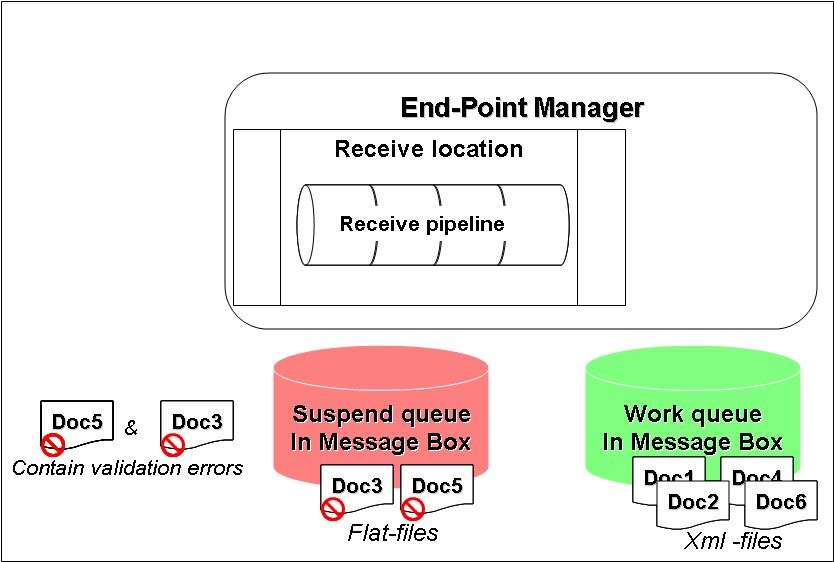 End-Point Manager
Receive location
Receive pipeline
Suspend queue
In Message Box
Work queue
In Message Box
Doc5 & Doc3
Contain validation errors
Doc3 Doc5
Flat-files
Doc1 Doc4
Doc2 Doc6
Xml -files